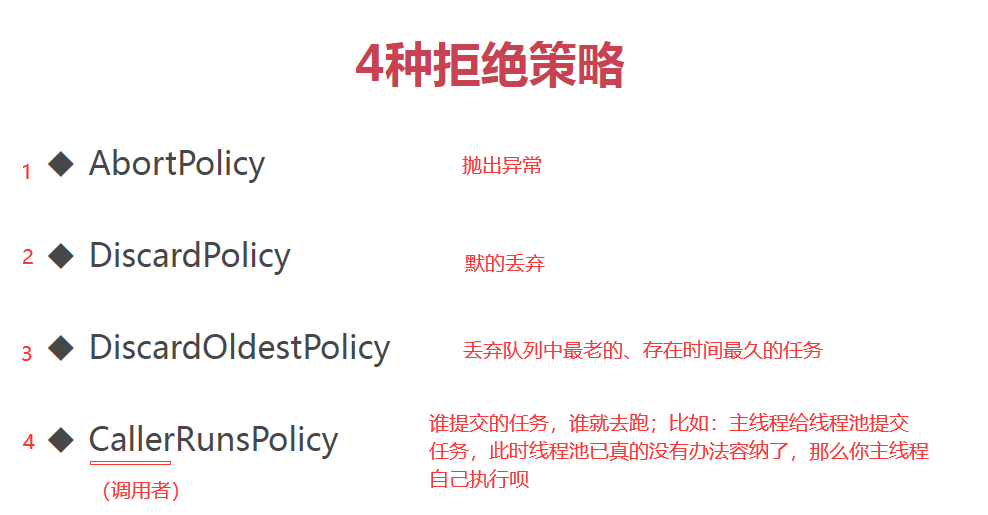 4种拒绝策略
1 ◆ AbortPolicy 抛出异常
2 ◆ DiscardPolicy 默的丢弃
3 ◆ DiscardOldestPolicy 丢弃队列中最老的、存在时间最久的任务
4 ◆ CallerRunsPolicy
（调用者）
谁提交的任务，谁就去跑；比如：主线程给线程池提交
任务，此时线程池已真的没有办法容纳了，那么你主线程
自己执行呗